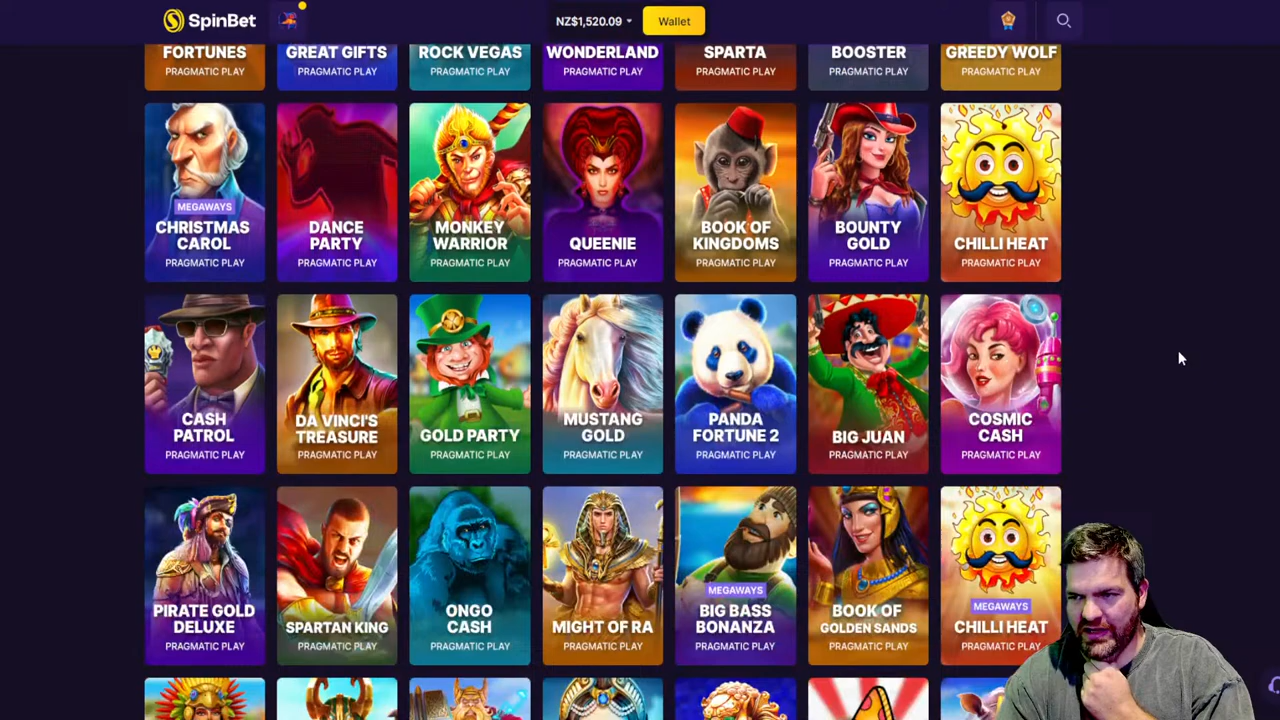 SpinBet
NZ$1,520.09
Wallet
FORTUNES
PRAGMATIC PLAY
GREAT GIFTS
PRAGMATIC PLAY
ROCK VEGAS
PRAGMATIC PLAY
WONDERLAND
PRAGMATIC PLAY
SPARTA
PRAGMATIC PLAY
BOOSTER
PRAGMATIC PLAY
GREEDY WOLF
PRAGMATIC PLAY
MEGAWAYS
CHRISTMAS
CAROL
PRAGMATIC PLAY
DANCE
PARTY
PRAGMATIC PLAY
MONKEY
WARRIOR
PRAGMATIC PLAY
QUEENIE
PRAGMATIC PLAY
BOOK OF
KINGDOMS
PRAGMATIC PLAY
BOUNTY
GOLD
PRAGMATIC PLAY
CHILLI HEAT
PRAGMATIC PLAY
CASH
PATROL
PRAGMATIC PLAY
DA VINCI'S
TREASURE
PRAGMATIC PLAY
GOLD PARTY
PRAGMATIC PLAY
MUSTANG
GOLD
PRAGMATIC PLAY
PANDA
FORTUNE 2
PRAGMATIC PLAY
BIG JUAN
PRAGMATIC PLAY
COSMIC
CASH
PRAGMATIC PLAY
PIRATE GOLD
DELUXE
PRAGMATIC PLAY
SPARTAN KING
PRAGMATIC PLAY
ONGO
CASH
PRAGMATIC PLAY
MIGHT OF RA
PRAGMATIC PLAY
MEGAWAYS
BIG BASS
BONANZA
PRAGMATIC PLAY
BOOK OF
GOLDEN SANDS
PRAGMATIC PLAY
MEGAWAYS
CHILLI HEAT
PRAGMATIC PLAY